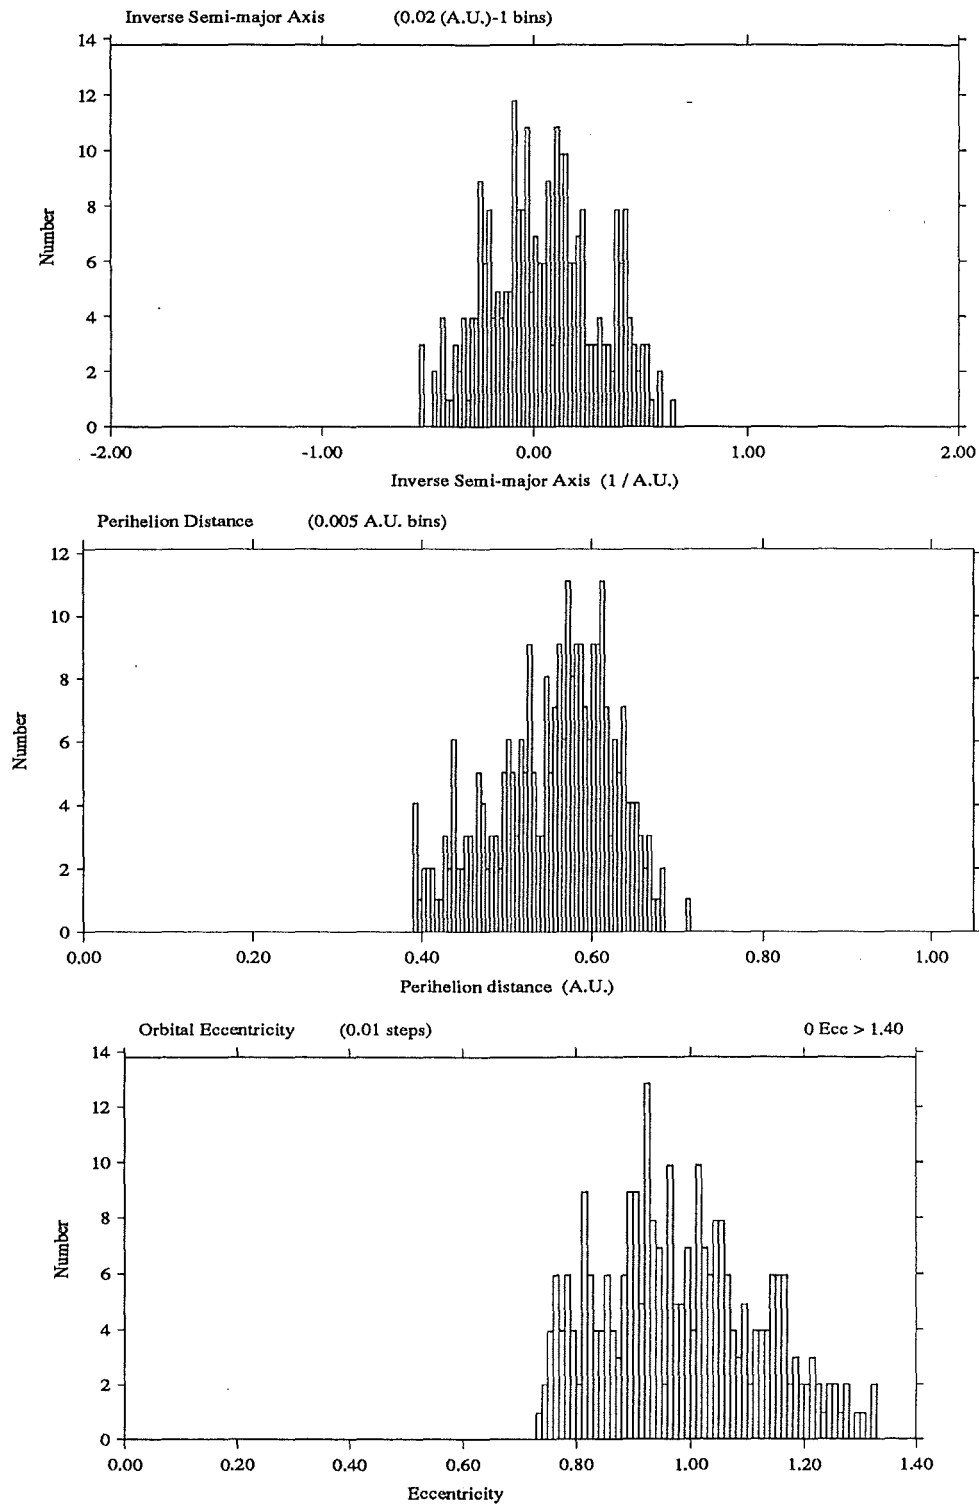 Inverse Semi-major Axis (0.02 (A.U.)-1 bins)
14
12
10
8
6
4
2
0
Number
-2.00 -1.00 0.00 1.00 2.00
Inverse Semi-major Axis (1 / A.U.)
Perihelion Distance (0.005 A.U. bins)
12
10
8
6
4
2
0
Number
0.00 0.20 0.40 0.60 0.80 1.00
Perihelion distance (A.U.)
Orbital Eccentricity (0.01 steps) 0 Ecc > 1.40
14
12
10
8
6
4
2
0
Number
0.00 0.20 0.40 0.60 0.80 1.00 1.20 1.40
Eccentricity